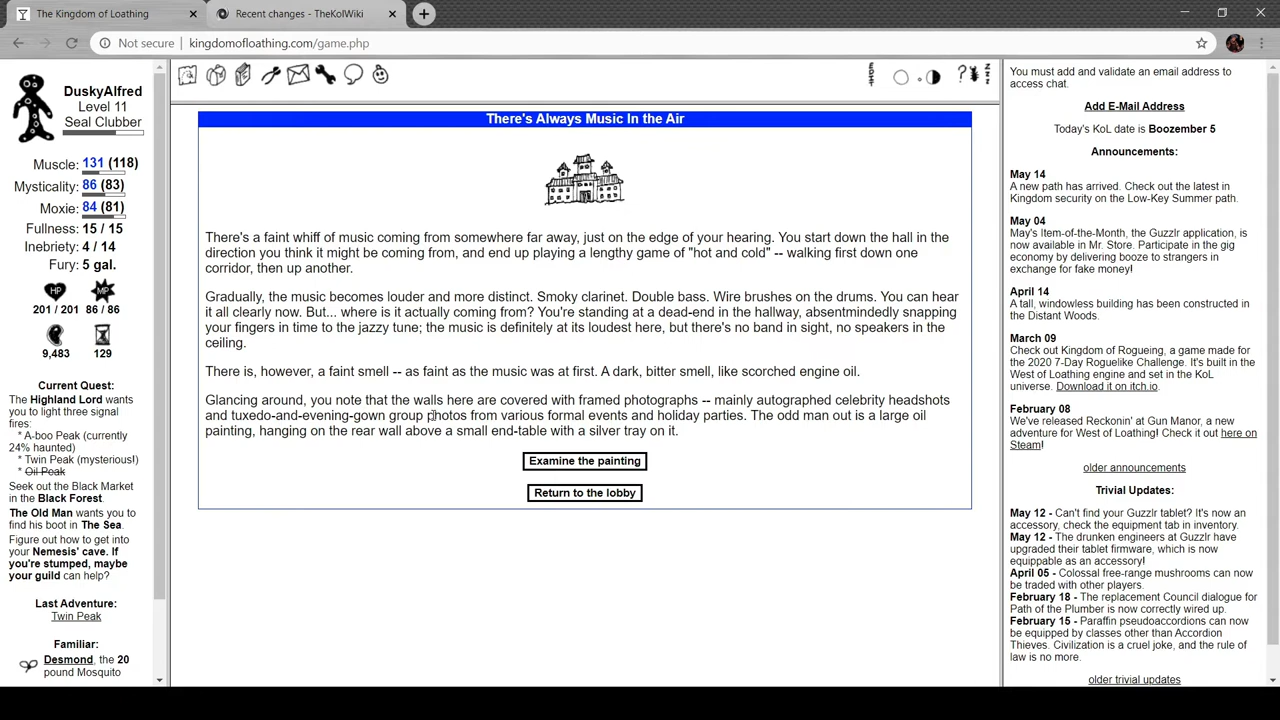 The Kingdom of Loathing
Recent changes - TheKolWiki
Not secure | kingdomofloathing.com/game.php
DuskyAlfred
Level 11
Seal Clubber
Muscle: 131 (118)
Mysticality: 86 (83)
Moxie: 84 (81)
Fullness: 15 / 15
Inebriety: 4 / 14
Fury: 5 gal.
HP MP
201 / 201 86 / 86
9,483 129
Current Quest:
The Highland Lord wants
you to light three signal
fires:
* A-boo Peak (currently
24% haunted)
* Twin Peak (mysterious!)
* Oil Peak
Seek out the Black Market
in the Black Forest.
The Old Man wants you to
find his boot in The Sea.
Figure out how to get into
your Nemesis' cave. If
you're stumped, maybe
your guild can help?
Last Adventure:
Twin Peak
Familiar:
Desmond, the 20
pound Mosquito
There's Always Music In the Air
There's a faint whiff of music coming from somewhere far away, just on the edge of your hearing. You start down the hall in the
direction you think it might be coming from, and end up playing a lengthy game of "hot and cold" -- walking first down one
corridor, then up another.
Gradually, the music becomes louder and more distinct. Smoky clarinet. Double bass. Wire brushes on the drums. You can hear
it all clearly now. But... where is it actually coming from? You're standing at a dead-end in the hallway, absentmindedly snapping
your fingers in time to the jazzy tune; the music is definitely at its loudest here, but there's no band in sight, no speakers in the
ceiling.
There is, however, a faint smell -- as faint as the music was at first. A dark, bitter smell, like scorched engine oil.
Glancing around, you note that the walls here are covered with framed photographs -- mainly autographed celebrity headshots
and tuxedo-and-evening-gown group photos from various formal events and holiday parties. The odd man out is a large oil
painting, hanging on the rear wall above a small end-table with a silver tray on it.
Examine the painting
Return to the lobby
You must add and validate an email address to
access chat.
Add E-Mail Address
Today's KoL date is Boozember 5
Announcements:
May 14
A new path has arrived. Check out the latest in
Kingdom security on the Low-Key Summer path.
May 04
May's Item-of-the-Month, the Guzzlr application, is
now available in Mr. Store. Participate in the gig
economy by delivering booze to strangers in
exchange for fake money!
April 14
A tall, windowless building has been constructed in
the Distant Woods.
March 09
Check out Kingdom of Rogueing, a game made for
the 2020 7-Day Roguelike Challenge. It's built in the
West of Loathing engine and set in the KoL
universe. Download it on itch.io.
February 08
We've released Reckonin' at Gun Manor, a new
adventure for West of Loathing! Check it out here on
Steam!
older announcements
Trivial Updates:
May 12 - Can't find your Guzzlr tablet? It's now an
accessory, check the equipment tab in inventory.
May 12 - The drunken engineers at Guzzlr have
upgraded their tablet firmware, which is now
equippable as an accessory!
April 05 - Colossal free-range mushrooms can now
be traded with other players.
February 18 - The replacement Council dialogue for
Path of the Plumber is now correctly wired up.
February 15 - Paraffin pseudoaccordions can now
be equipped by classes other than Accordion
Thieves. Civilization is a cruel joke, and the rule of
law is no more.
older trivial updates